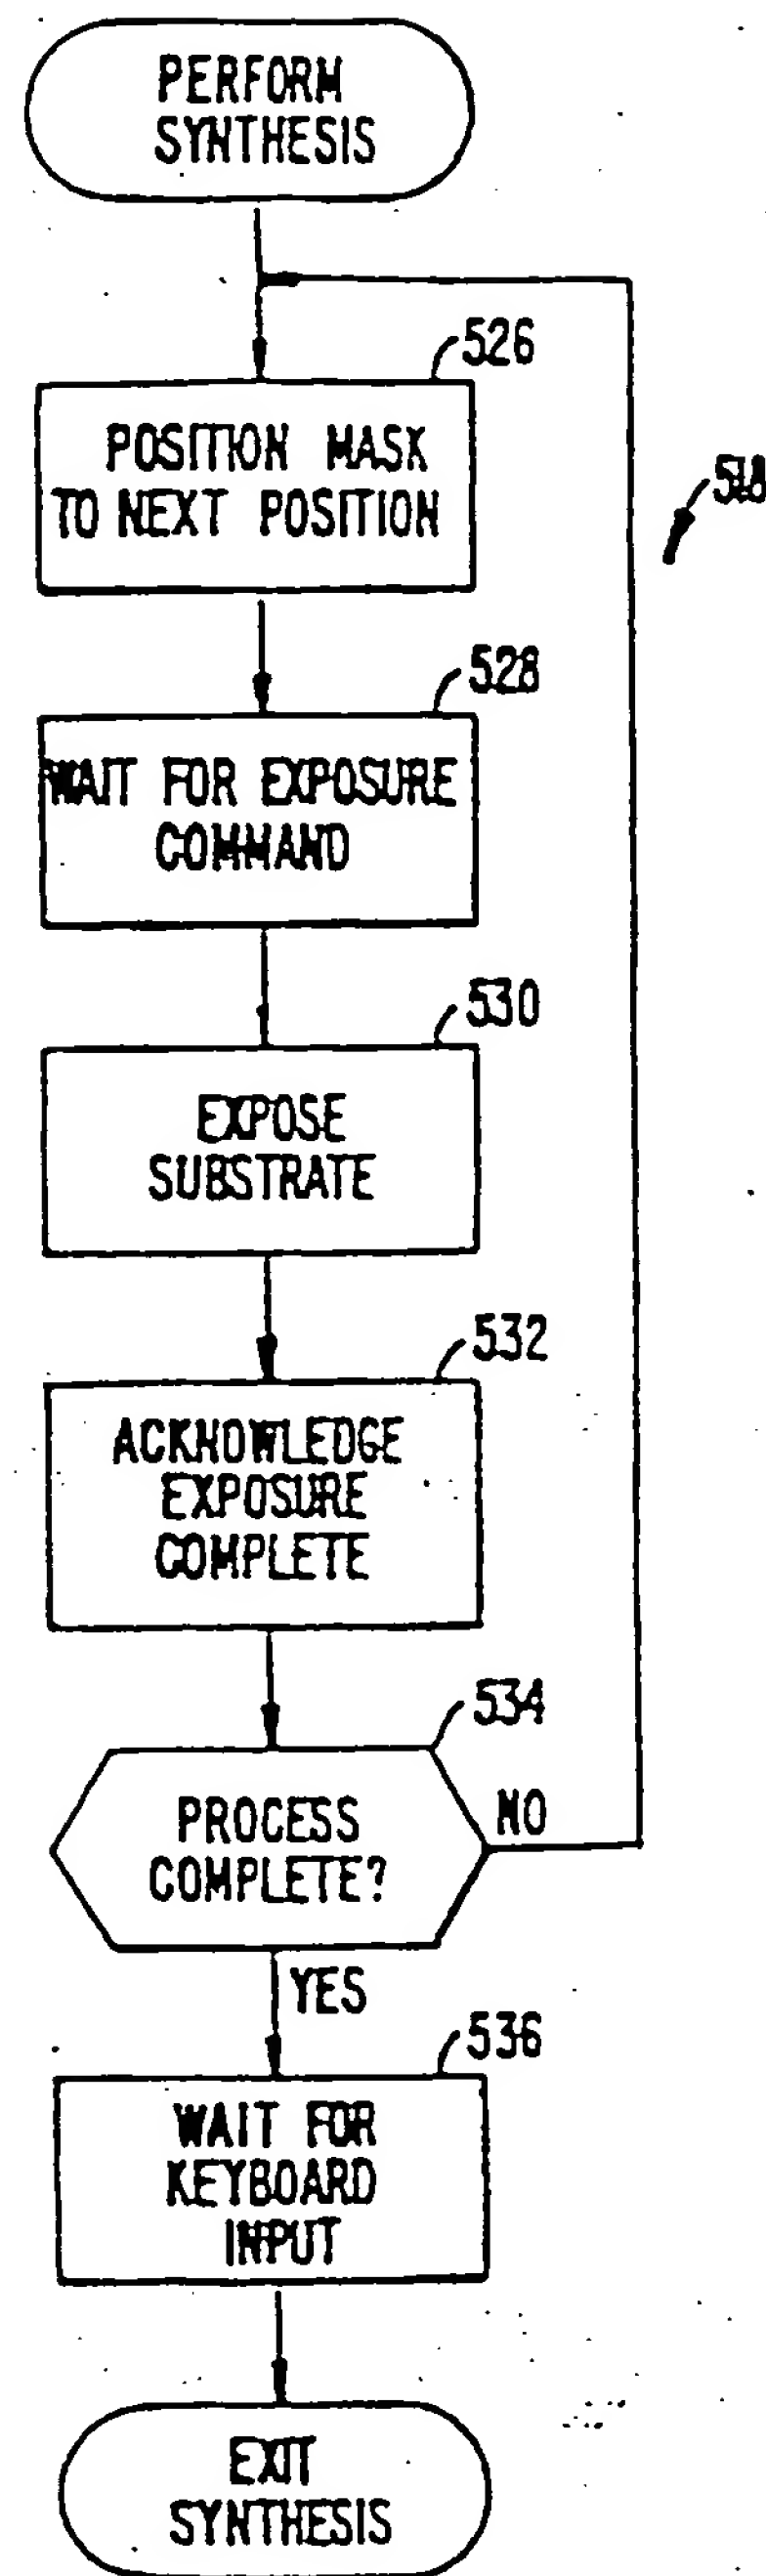 PERFORM
SYNTHESIS
526
POSITION MASK
TO NEXT POSITION
518
528
WAIT FOR EXPOSURE
COMMAND
530
EXPOSE
SUBSTRATE
532
ACKNOWLEDGE
EXPOSURE
COMPLETE
534
PROCESS
COMPLETE?
NO
YES
536
WAIT FOR
KEYBOARD
INPUT
EXIT
SYNTHESIS